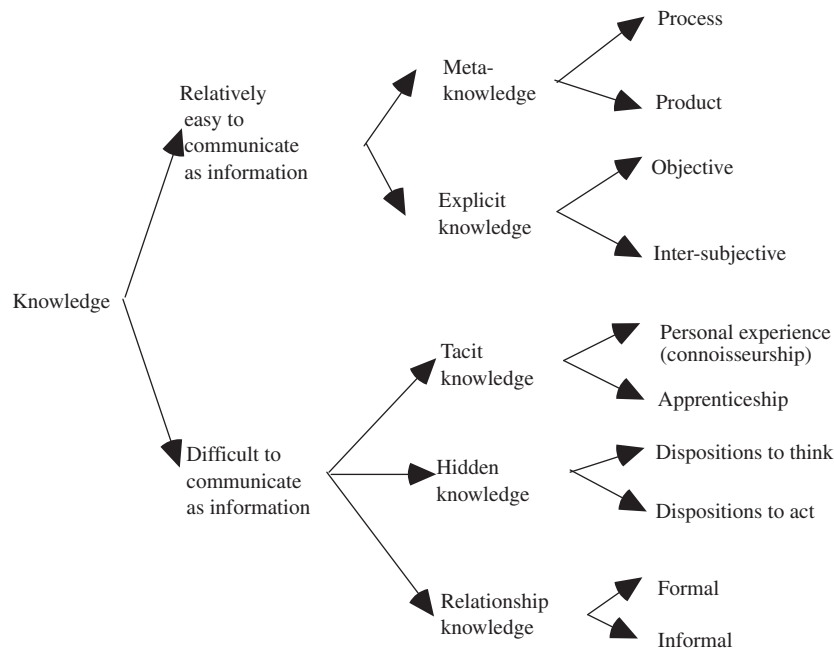 Knowledge
Relatively
easy to
communicate
as information
Meta-
knowledge
Process
Product
Explicit
knowledge
Objective
Inter-subjective
Difficult to
communicate
as information
Tacit
knowledge
Personal experience
(connoisseurship)
Apprenticeship
Hidden
knowledge
Dispositions to think
Dispositions to act
Relationship
knowledge
Formal
Informal